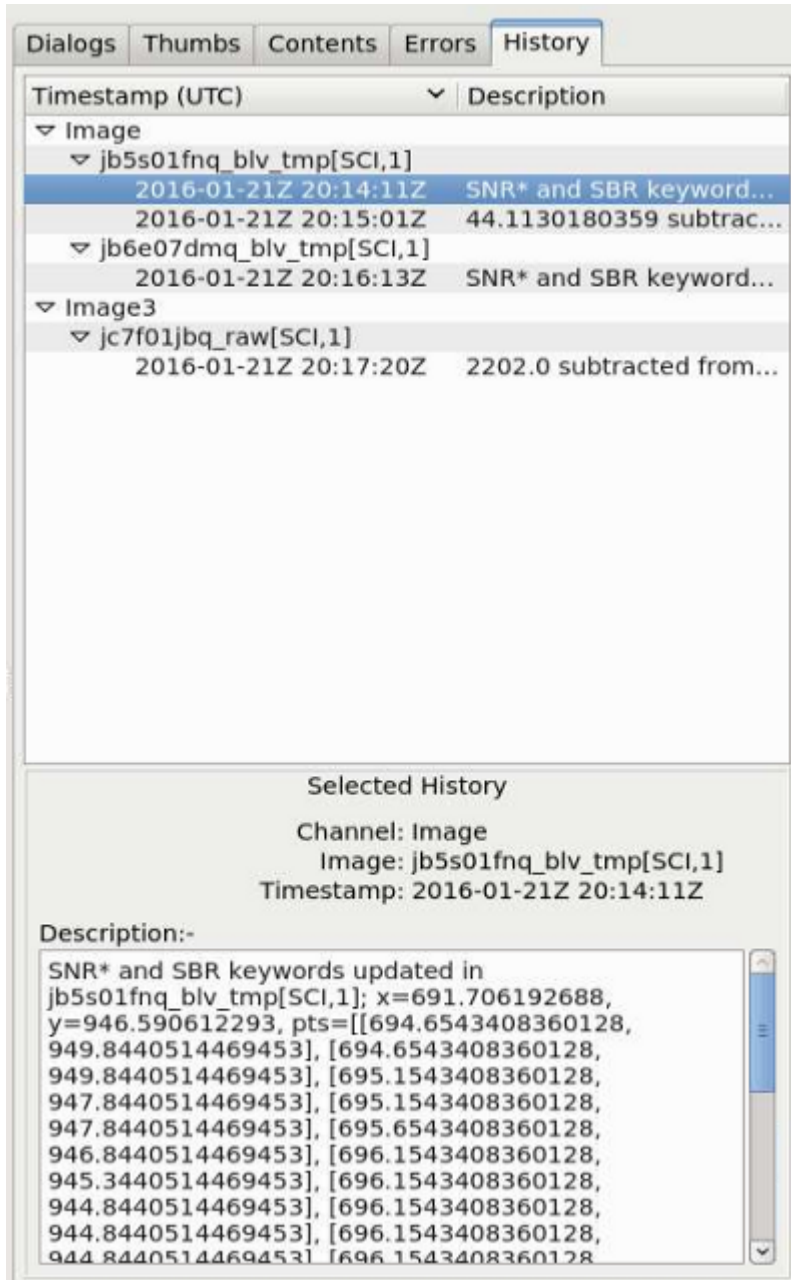 Dialogs Thumbs Contents Errors History
Timestamp (UTC) Description
Image
jb5s01fnq_blv_tmp[SCI,1]
2016-01-21Z 20:14:11Z SNR* and SBR keyword...
2016-01-21Z 20:15:01Z 44.1130180359 subtrac...
jb6e07dmq_blv_tmp[SCI,1]
2016-01-21Z 20:16:13Z SNR* and SBR keyword...
Image3
jc7f01jbq_raw[SCI,1]
2016-01-21Z 20:17:20Z 2202.0 subtracted from...
Selected History
Channel: Image
Image: jb5s01fnq_blv_tmp[SCI,1]
Timestamp: 2016-01-21Z 20:14:11Z
Description:-
SNR* and SBR keywords updated in
jb5s01fnq_blv_tmp[SCI,1]; x=691.706192688,
y=946.590612293, pts=[[694.6543408360128,
949.8440514469453], [694.6543408360128,
949.8440514469453], [695.1543408360128,
947.8440514469453], [695.1543408360128,
947.8440514469453], [695.6543408360128,
946.8440514469453], [696.1543408360128,
945.3440514469453], [696.1543408360128,
944.8440514469453], [696.1543408360128,
944.8440514469453], [696.1543408360128,
944.8440514469453], [696.1543408360128